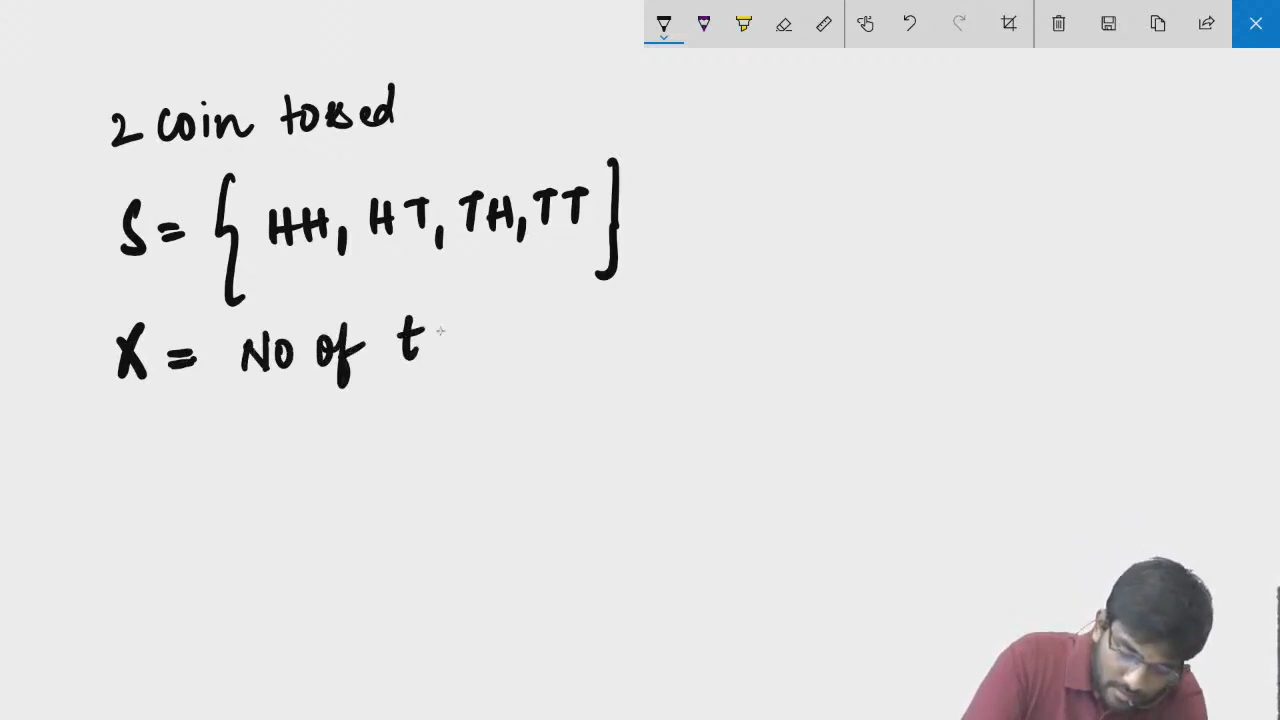 2 coin tossed
S = { HH, HT, TH, TT }
X = No of t